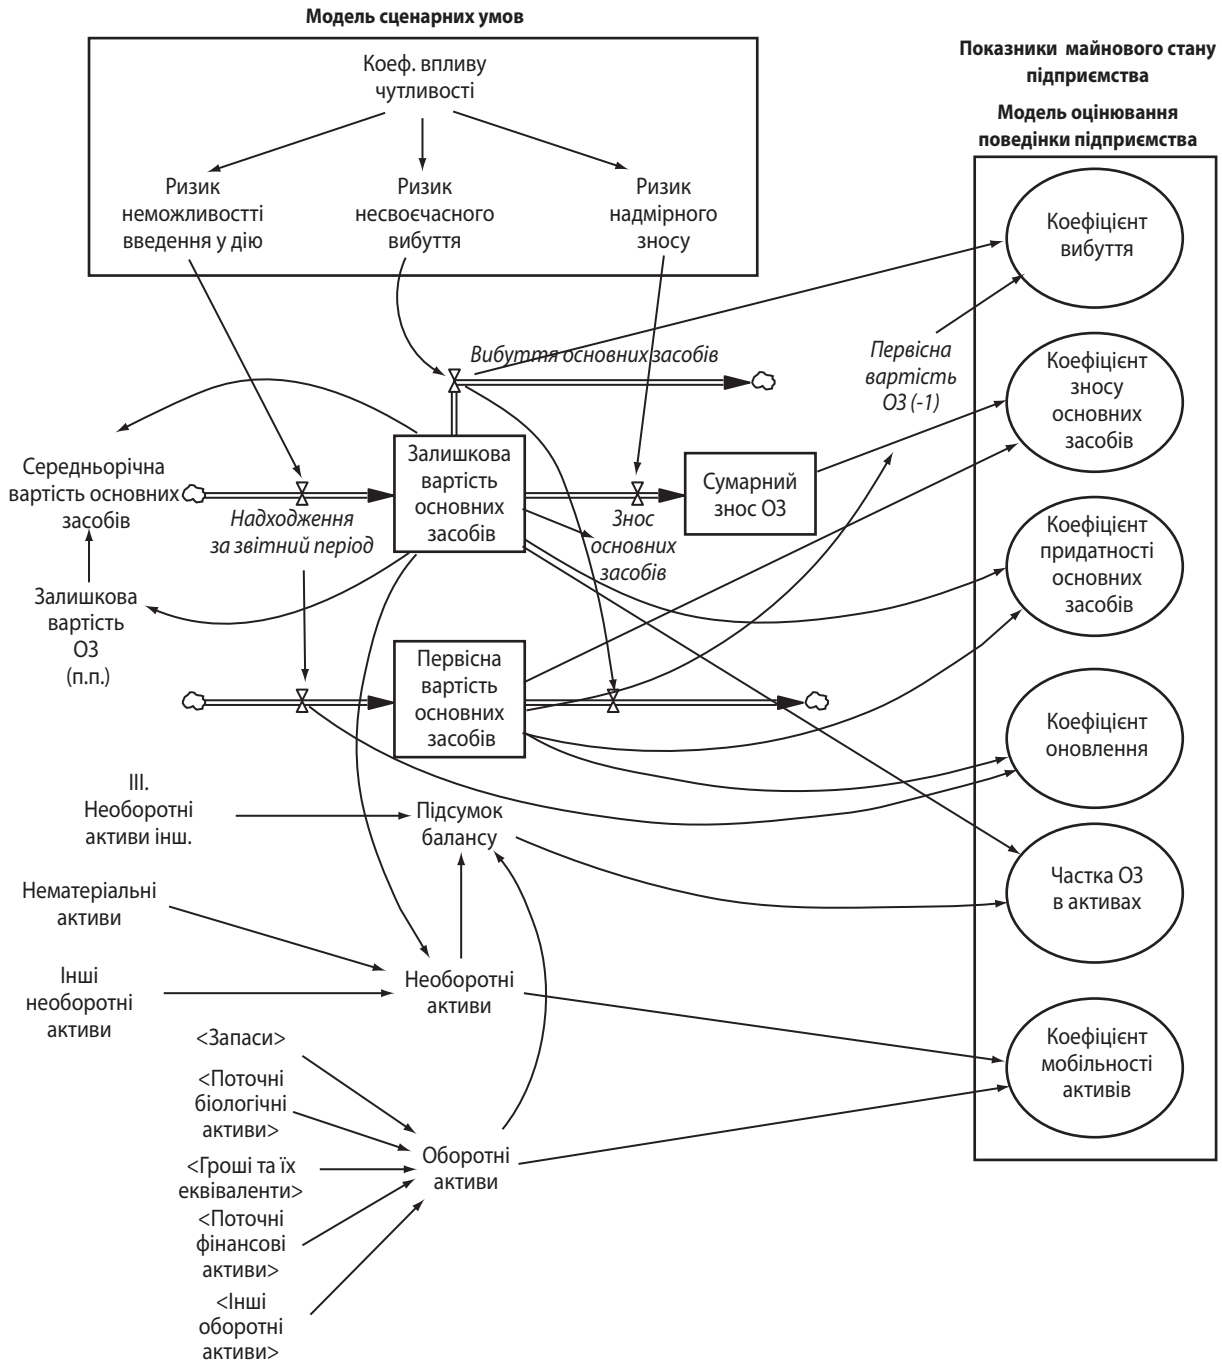 Модель сценарних умов
Коеф. впливу
чутливості
Ризик
неможливостті
введення у дію
Ризик
несвоєчасного
вибуття
Ризик
надмірного
зносу
Показники майнового стану
підприємства
Модель оцінювання
поведінки підприємства
Коефіцієнт
вибуття
Вибуття основних засобів
Первісна
вартість
ОЗ (-1)
Коефіцієнт
зносу
основних
засобів
Середньорічна
вартість основних
засобів
Надходження
за звітний період
Залишкова
вартість
основних
засобів
Знос
основних
засобів
Сумарний
знос ОЗ
Коефіцієнт
придатності
основних
засобів
Залишкова
вартість
ОЗ
(п.п.)
Первісна
вартість
основних
засобів
Коефіцієнт
оновлення
III.
Необоротні
активи інш.
Підсумок
балансу
Частка ОЗ
в активах
Нематеріальні
активи
Інші
необоротні
активи
Необоротні
активи
Коефіцієнт
мобільності
активів
<Запаси>
<Поточні
біологічні
активи>
<Гроші та їх
еквіваленти>
<Поточні
фінансові
активи>
<Інші
оборотні
активи>
Оборотні
активи